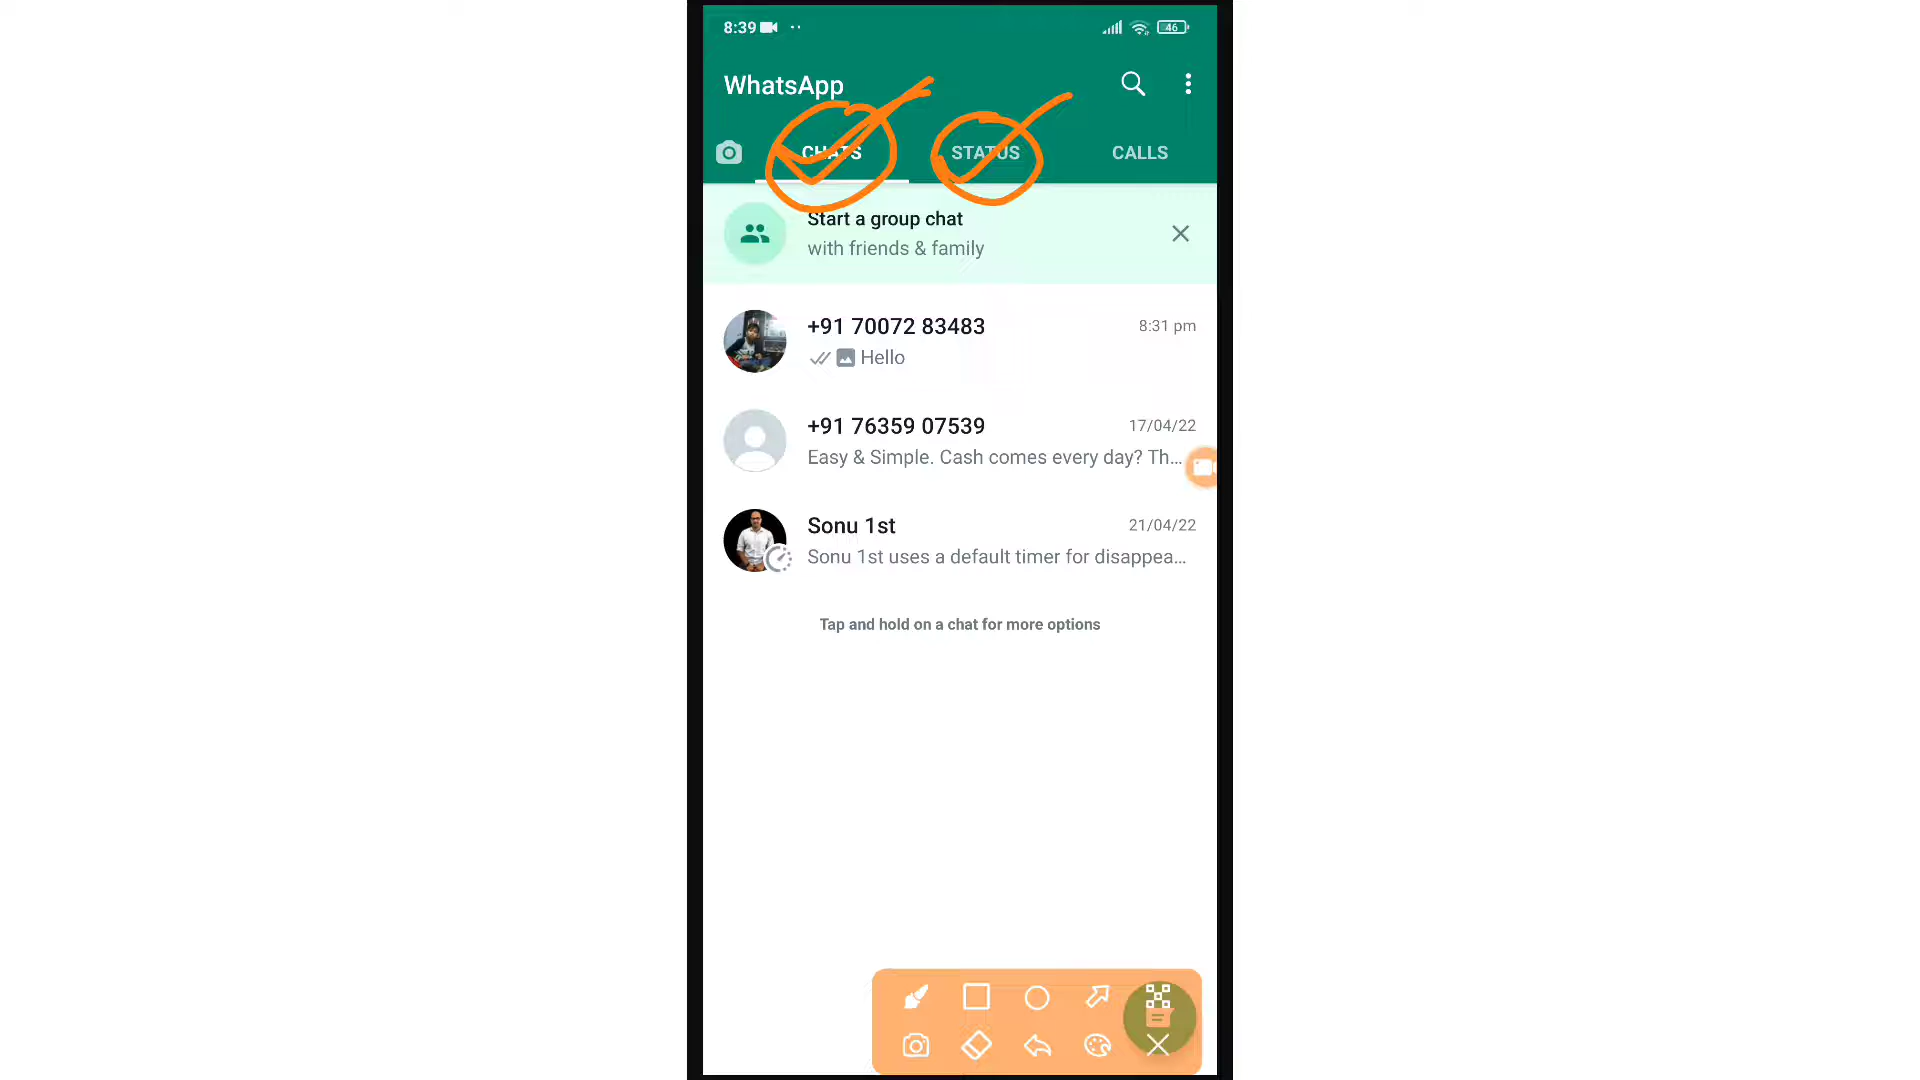 8:39
46
WhatsApp
CHATS
STATUS
CALLS
Start a group chat
with friends & family
+91 70072 83483
8:31 pm
Hello
+91 76359 07539
17/04/22
Easy & Simple. Cash comes every day? Th...
Sonu 1st
21/04/22
Sonu 1st uses a default timer for disappea...
Tap and hold on a chat for more options